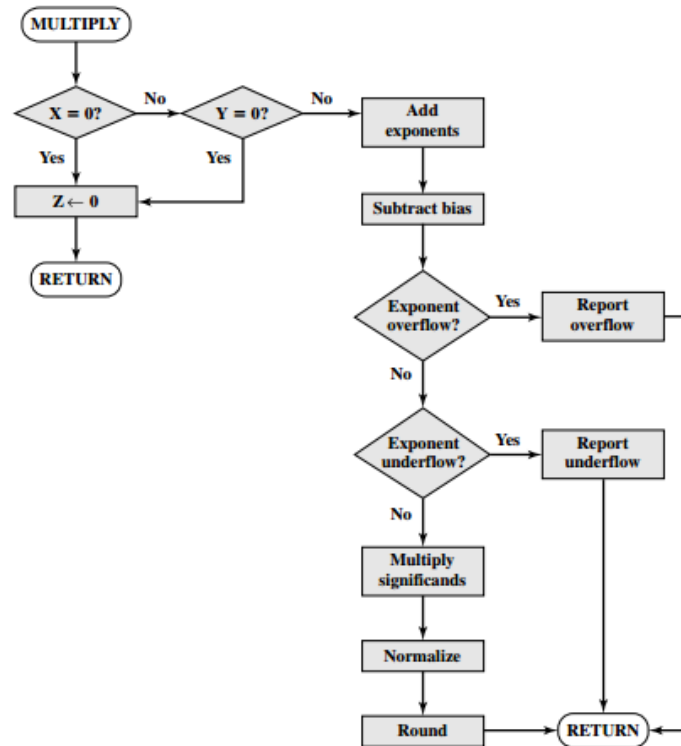 MULTIPLY
X = 0?
No
Y = 0?
No
Add
exponents
Yes
Yes
Z ← 0
Subtract bias
RETURN
Exponent
overflow?
Yes
Report
overflow
No
Exponent
underflow?
Yes
Report
underflow
No
Multiply
significands
Normalize
Round
RETURN